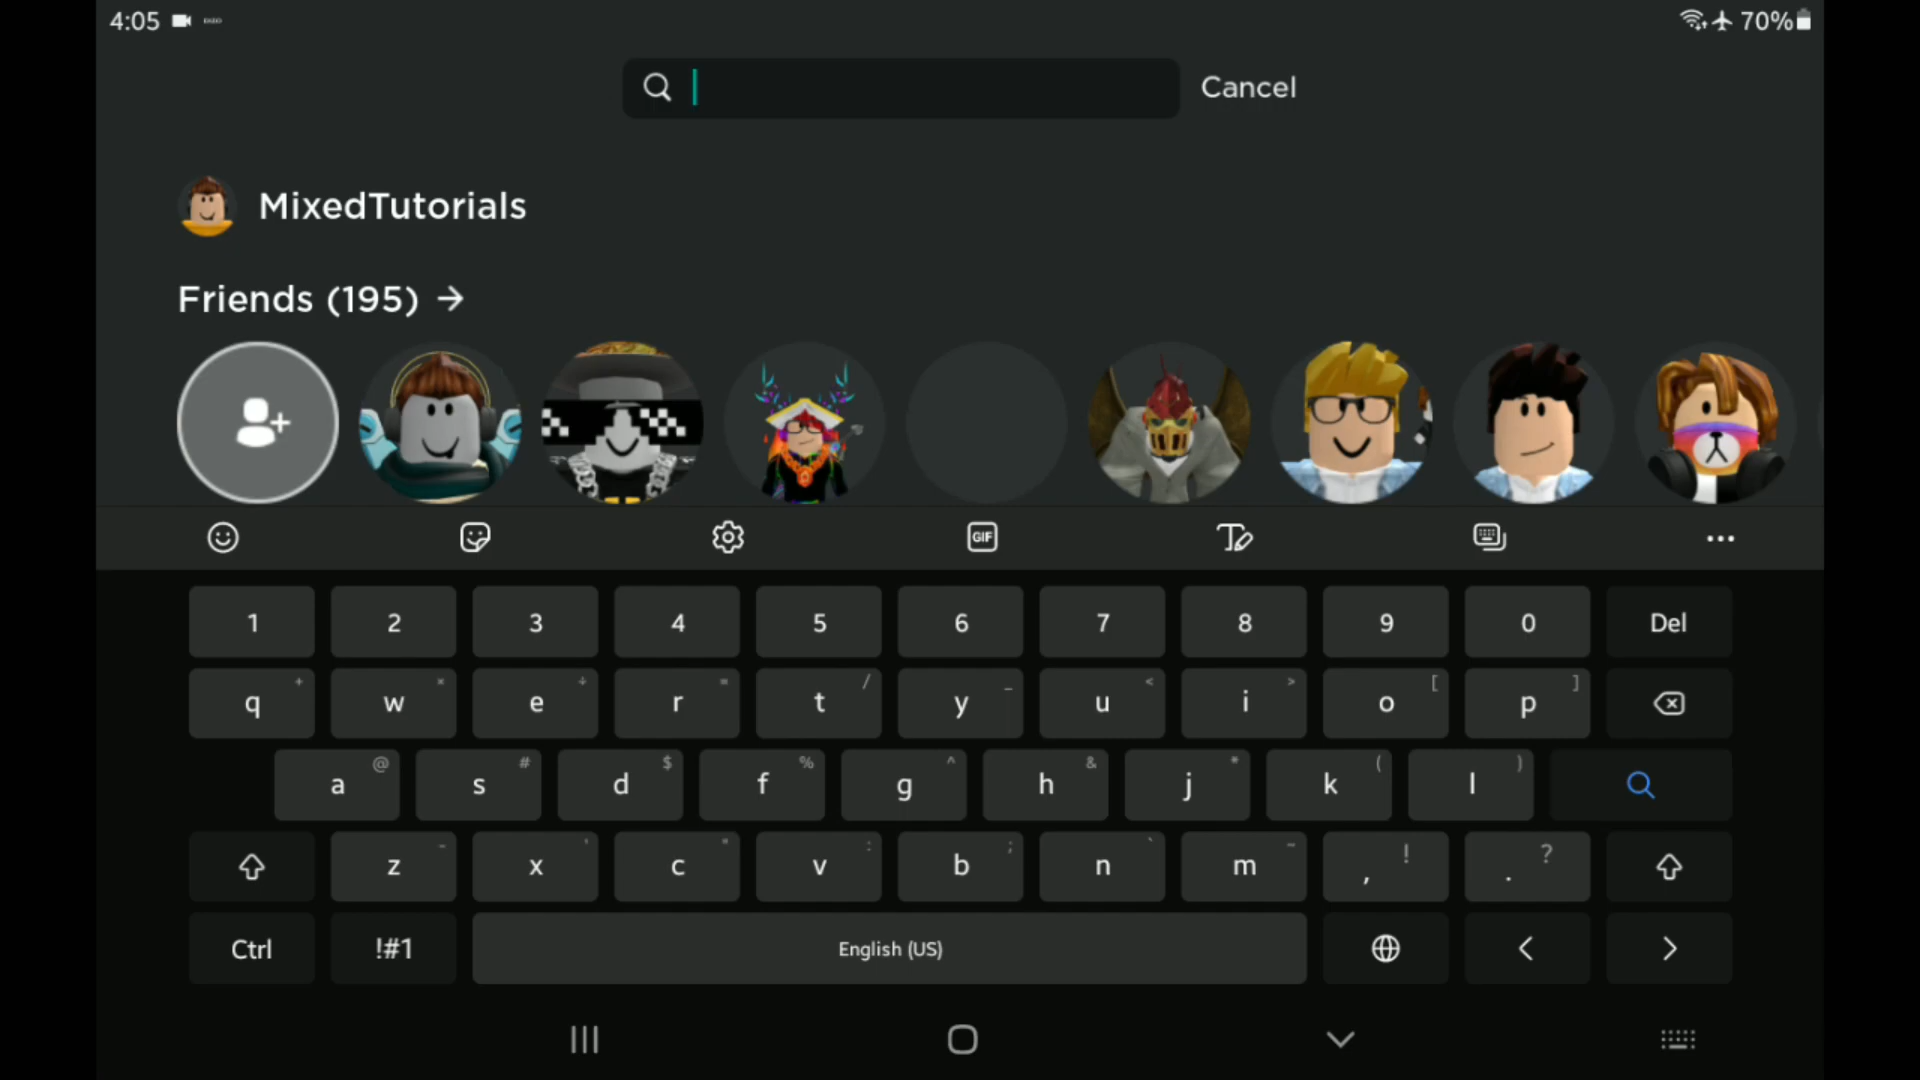 4:05
70%
Cancel
MixedTutorials
Friends (195) →
GIF
1 2 3 4 5 6 7 8 9 0 Del
q + w × e ÷ r = t / y _ u < i > o [ p ]
a @ s # d $ f % g ^ h & j * k ( l )
z - x ' c " v : b ; n ` m , ! . ?
Ctrl !#1 English (US) < >